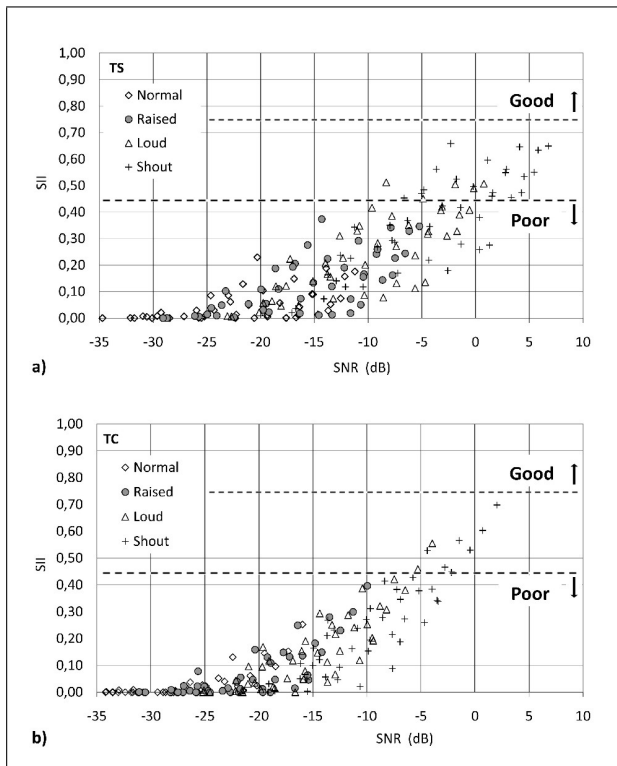 1,00
0,90
0,80
0,70
0,60
0,50
0,40
0,30
0,20
0,10
0,00
SII
TS
Normal
Raised
Loud
Shout
Good
Poor
-35 -30 -25 -20 -15 -10 -5 0 5 10
SNR (dB)
a)
1,00
0,90
0,80
0,70
0,60
0,50
0,40
0,30
0,20
0,10
0,00
SII
TC
Normal
Raised
Loud
Shout
Good
Poor
-35 -30 -25 -20 -15 -10 -5 0 5 10
SNR (dB)
b)